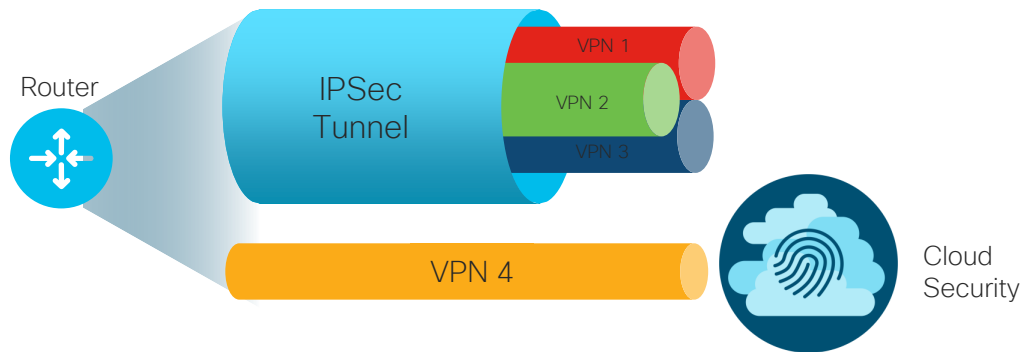 Router
IPSec
Tunnel
VPN 1
VPN 2
VPN 3
VPN 4
Cloud
Security